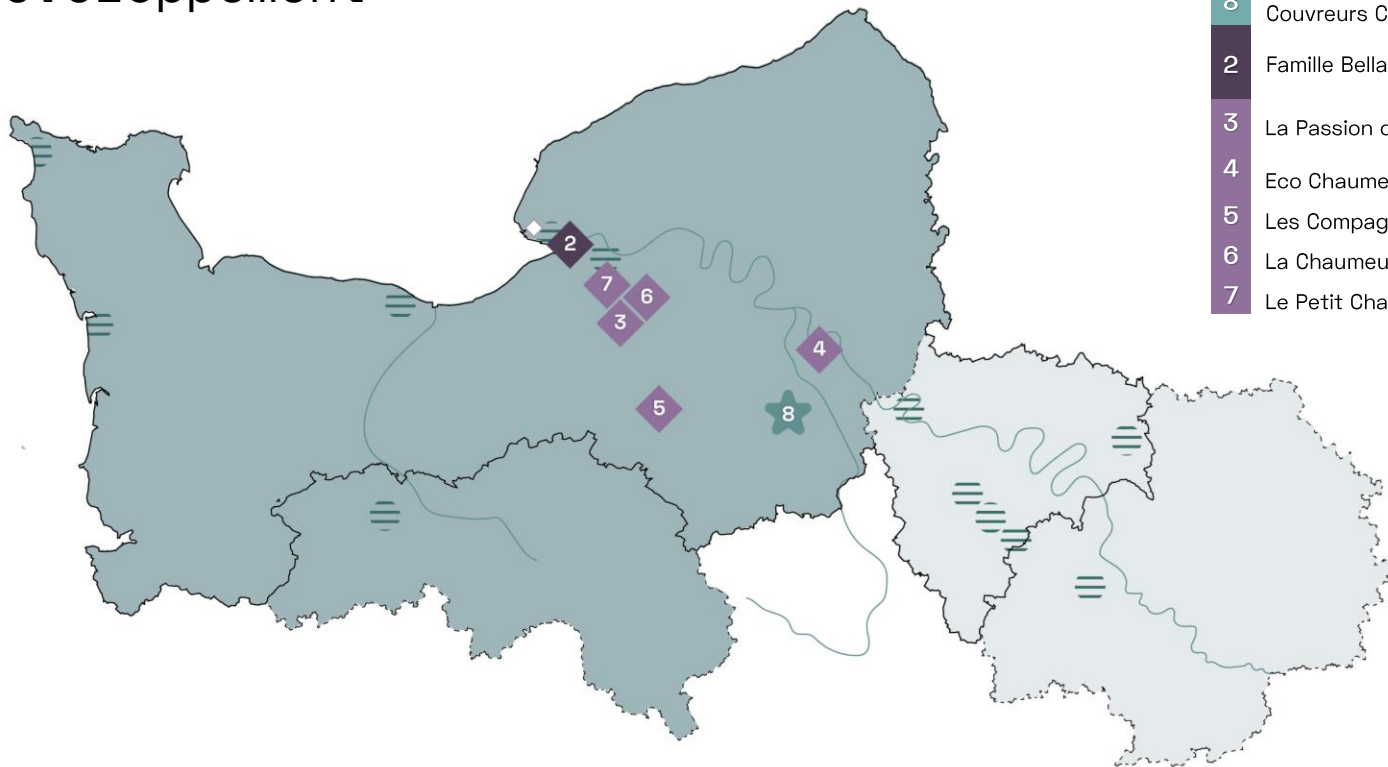 8 Couvreurs C
2 Famille Bella
3 La Passion
4 Eco Chaume
5 Les Compag
6 La Chaumeu
7 Le Petit Cha
2
7
6
3
4
5
8